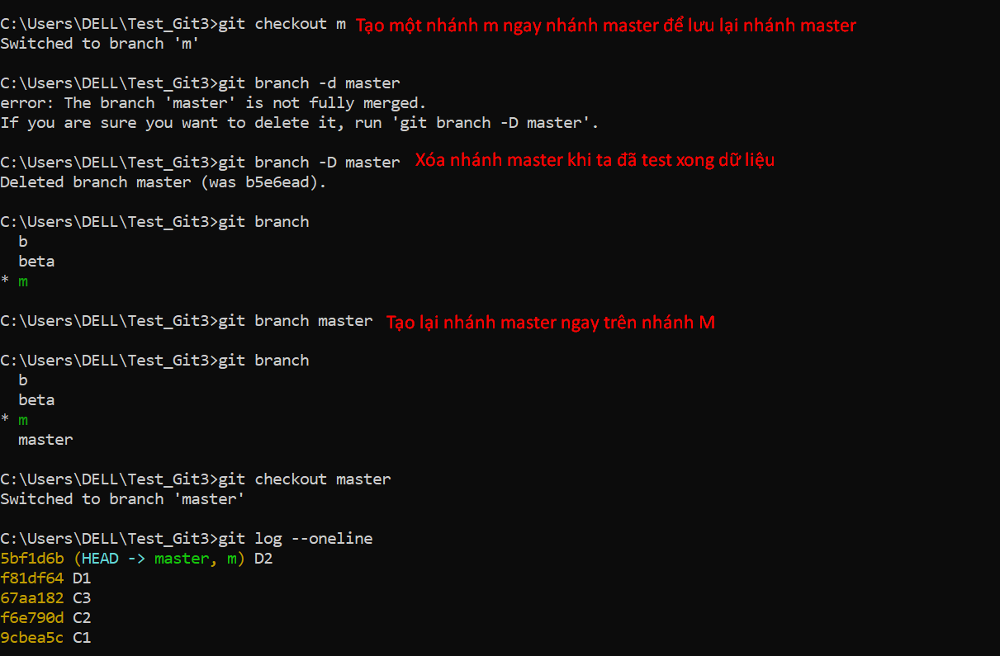 C:\Users\DELL\Test_Git3>git checkout m Tạo một nhánh m ngay nhánh master để lưu lại nhánh master
Switched to branch 'm'
C:\Users\DELL\Test_Git3>git branch -d master
error: The branch 'master' is not fully merged.
If you are sure you want to delete it, run 'git branch -D master'.
C:\Users\DELL\Test_Git3>git branch -D master Xóa nhánh master khi ta đã test xong dữ liệu
Deleted branch master (was b5e6ead).
C:\Users\DELL\Test_Git3>git branch
b
beta
* m
C:\Users\DELL\Test_Git3>git branch master Tạo lại nhánh master ngay trên nhánh M
C:\Users\DELL\Test_Git3>git branch
b
beta
* m
master
C:\Users\DELL\Test_Git3>git checkout master
Switched to branch 'master'
C:\Users\DELL\Test_Git3>git log --oneline
5bf1d6b (HEAD -> master, m) D2
f81df64 D1
67aa182 C3
f6e790d C2
9cbea5c C1